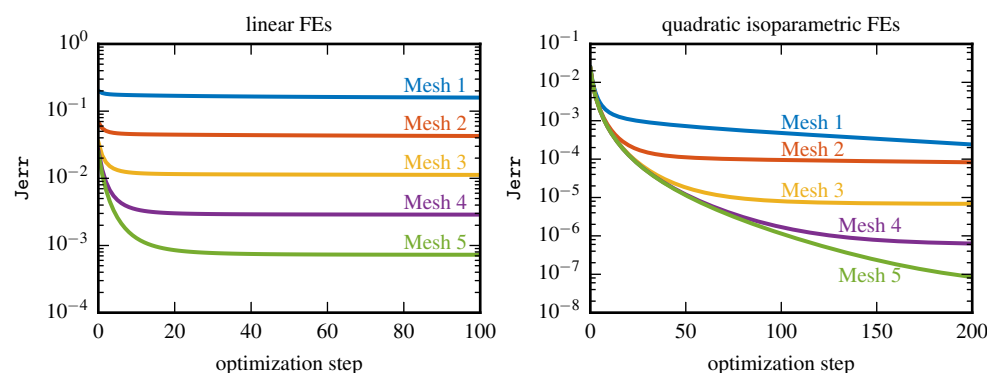 linear FEs
10⁰
10⁻¹
10⁻²
10⁻³
10⁻⁴
Jerr
Mesh 1
Mesh 2
Mesh 3
Mesh 4
Mesh 5
0 20 40 60 80 100
optimization step
quadratic isoparametric FEs
10⁻¹
10⁻²
10⁻³
10⁻⁴
10⁻⁵
10⁻⁶
10⁻⁷
10⁻⁸
Jerr
Mesh 1
Mesh 2
Mesh 3
Mesh 4
Mesh 5
0 50 100 150 200
optimization step